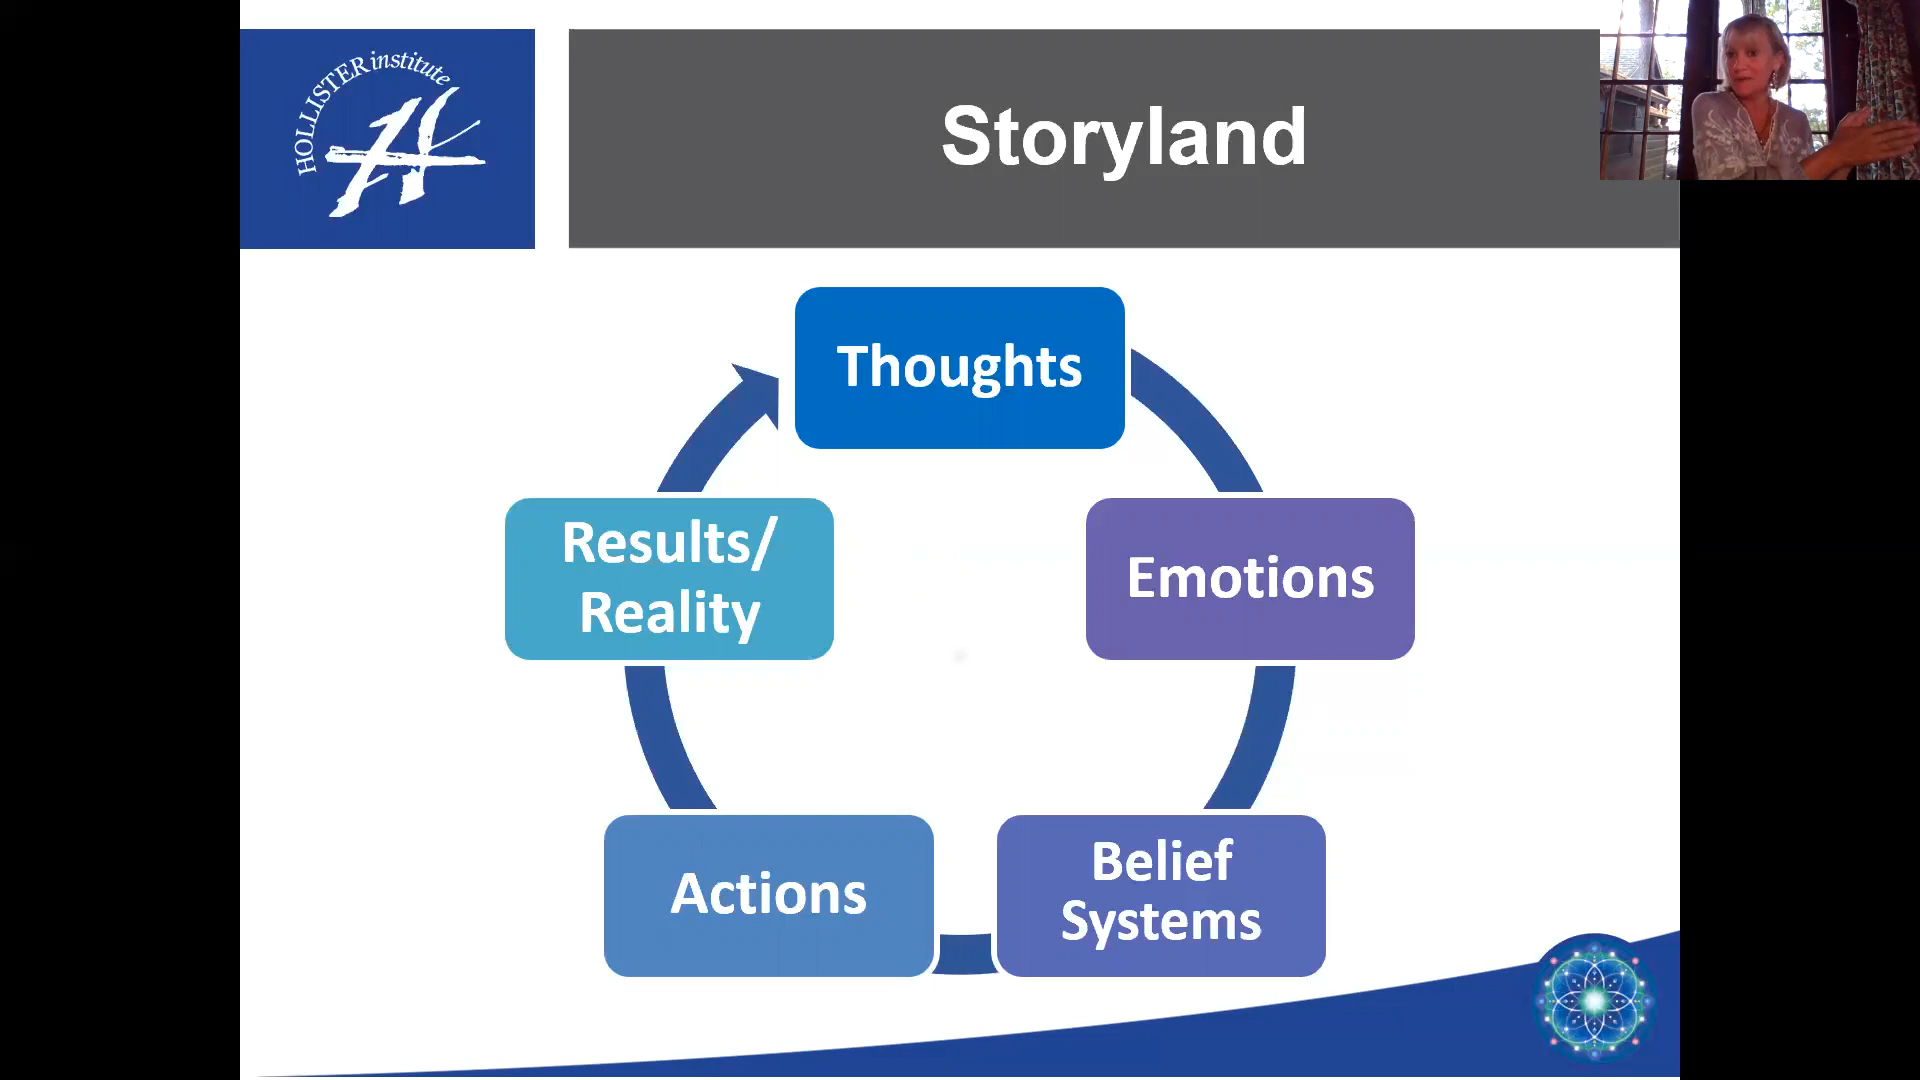 HOLLISTER institute
Storyland
Thoughts
Results/
Reality
Emotions
Actions
Belief
Systems